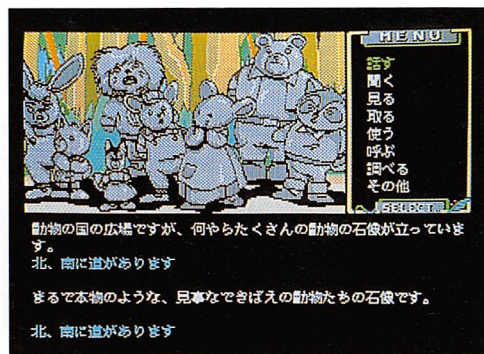 MENU
話す
聞く
見る
取る
使う
呼ぶ
調べる
その他
SELECT
動物の国の広場ですが、何やらたくさんの動物の石像が立っていま
す。
北、南に道があります
まるで本物のような、見事なできばえの動物たちの石像です。
北、南に道があります